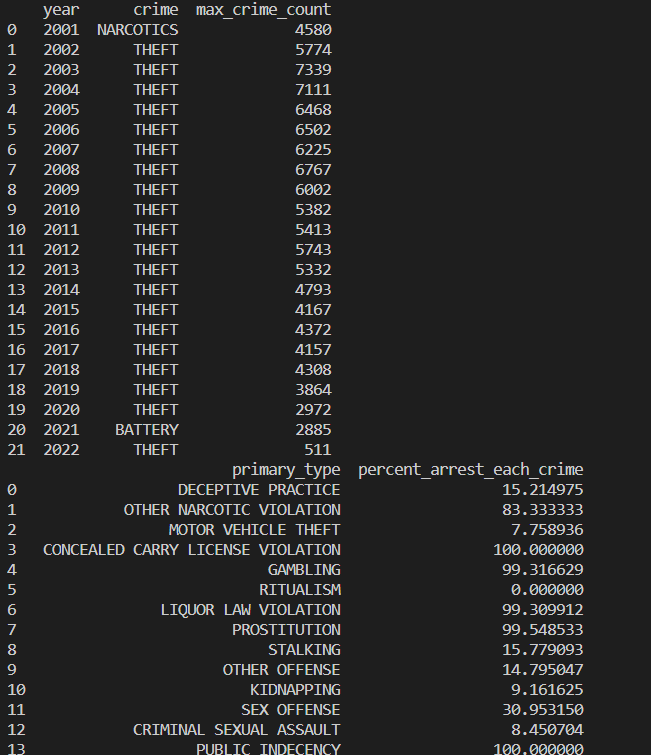 year crime max_crime_count
0 2001 NARCOTICS 4580
1 2002 THEFT 5774
2 2003 THEFT 7339
3 2004 THEFT 7111
4 2005 THEFT 6468
5 2006 THEFT 6502
6 2007 THEFT 6225
7 2008 THEFT 6767
8 2009 THEFT 6002
9 2010 THEFT 5382
10 2011 THEFT 5413
11 2012 THEFT 5743
12 2013 THEFT 5332
13 2014 THEFT 4793
14 2015 THEFT 4167
15 2016 THEFT 4372
16 2017 THEFT 4157
17 2018 THEFT 4308
18 2019 THEFT 3864
19 2020 THEFT 2972
20 2021 BATTERY 2885
21 2022 THEFT 511
primary_type percent_arrest_each_crime
0 DECEPTIVE PRACTICE 15.214975
1 OTHER NARCOTIC VIOLATION 83.333333
2 MOTOR VEHICLE THEFT 7.758936
3 CONCEALED CARRY LICENSE VIOLATION 100.000000
4 GAMBLING 99.316629
5 RITUALISM 0.000000
6 LIQUOR LAW VIOLATION 99.309912
7 PROSTITUTION 99.548533
8 STALKING 15.779093
9 OTHER OFFENSE 14.795047
10 KIDNAPPING 9.161625
11 SEX OFFENSE 30.953150
12 CRIMINAL SEXUAL ASSAULT 8.450704
13 PUBLIC INDECENCY 100.000000